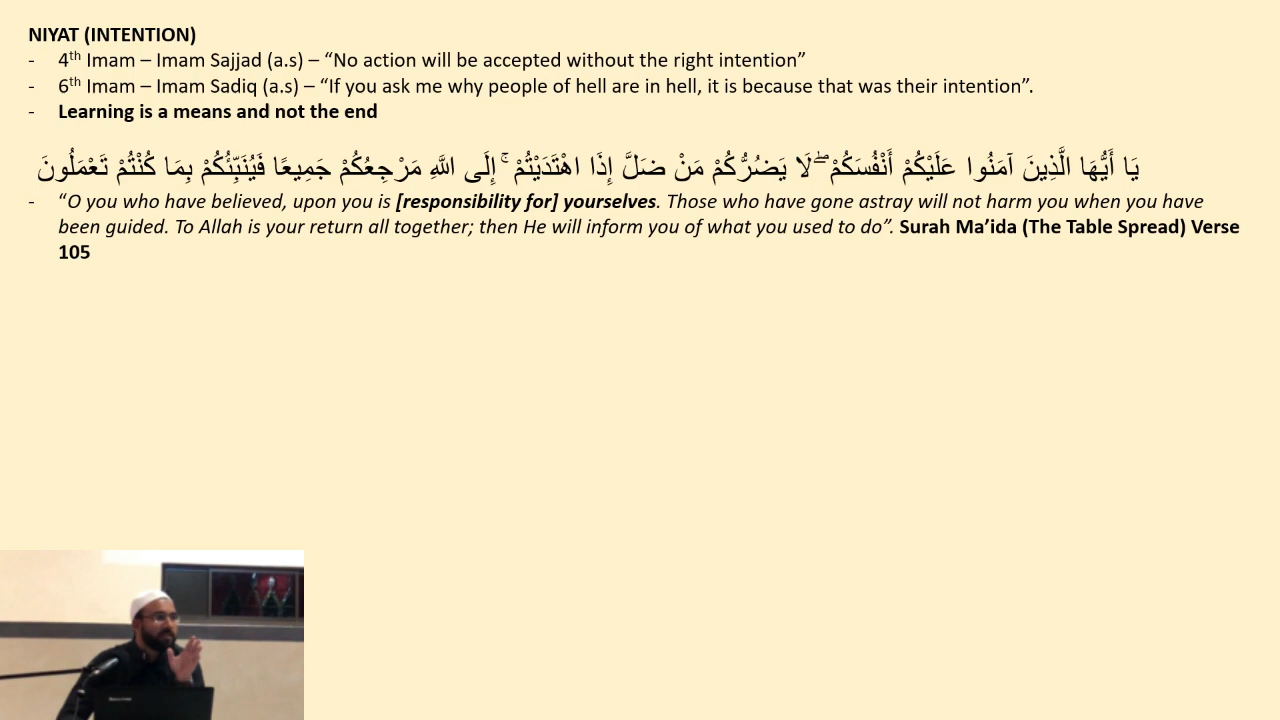 NIYAT (INTENTION)
- 4th Imam – Imam Sajjad (a.s) – “No action will be accepted without the right intention”
- 6th Imam – Imam Sadiq (a.s) – “If you ask me why people of hell are in hell, it is because that was their intention”.
- Learning is a means and not the end
يَا أَيُّهَا الَّذِينَ آمَنُوا عَلَيْكُمْ أَنْفُسَكُمْ ۖ لَا يَضُرُّكُمْ مَنْ ضَلَّ إِذَا اهْتَدَيْتُمْ ۚ إِلَى اللَّهِ مَرْجِعُكُمْ جَمِيعًا فَيُنَبِّئُكُمْ بِمَا كُنْتُمْ تَعْمَلُونَ
- “O you who have believed, upon you is [responsibility for] yourselves. Those who have gone astray will not harm you when you have
been guided. To Allah is your return all together; then He will inform you of what you used to do”. Surah Ma’ida (The Table Spread) Verse
105